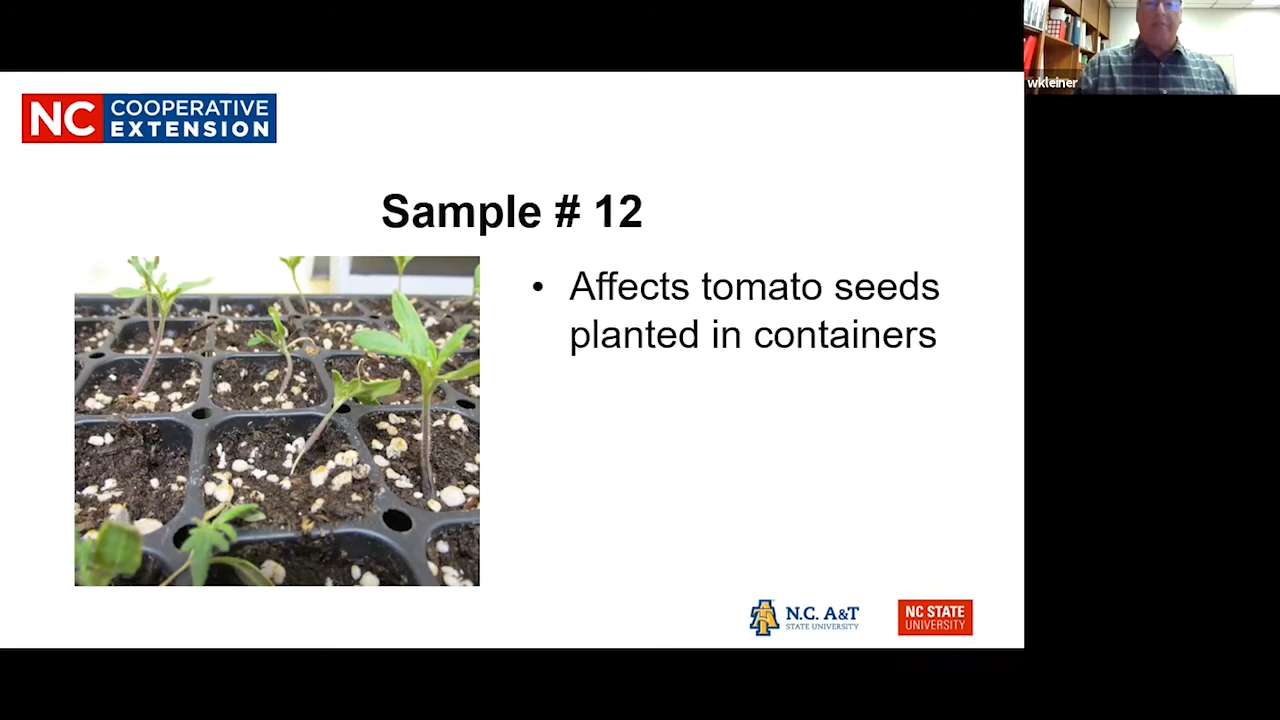 wkleiner
NC COOPERATIVE
EXTENSION
Sample # 12
• Affects tomato seeds
planted in containers
N.C. A&T
STATE UNIVERSITY
NC STATE
UNIVERSITY